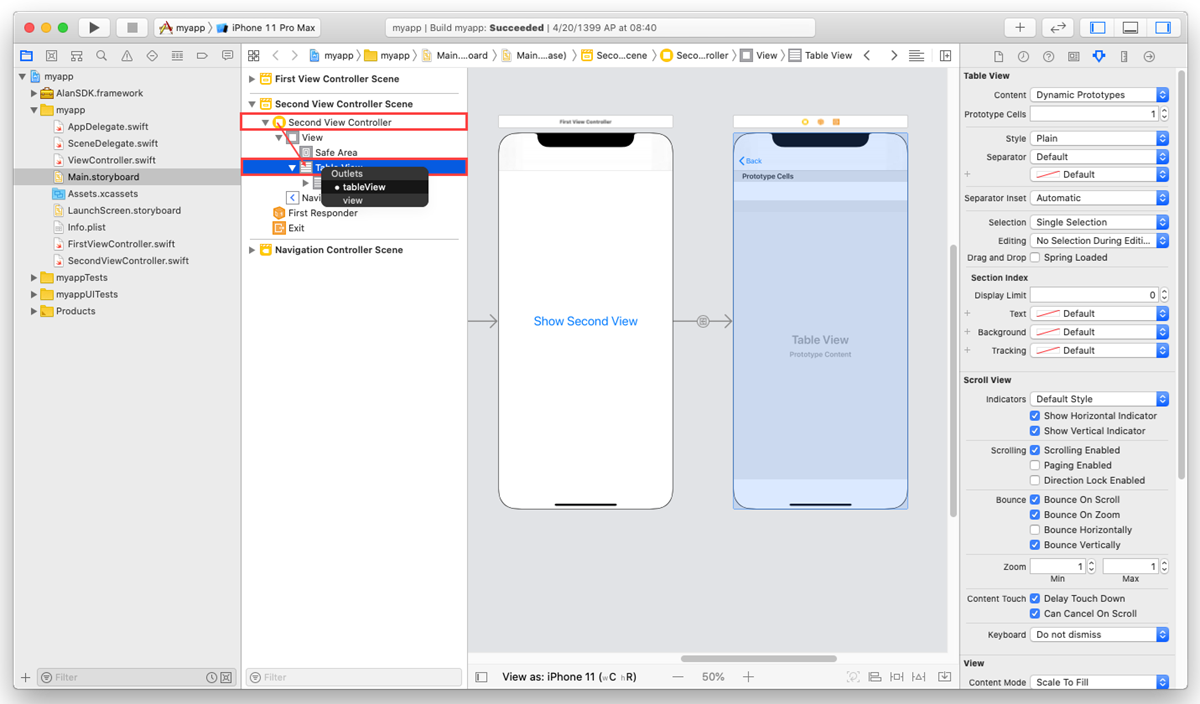 myapp
iPhone 11 Pro Max
myapp | Build myapp: Succeeded | 4/20/1399 AP at 08:40
myapp
myapp
Main....oard
Main....ase)
Seco...cene
Seco...roller
View
Table View
myapp
AlanSDK.framework
myapp
AppDelegate.swift
SceneDelegate.swift
ViewController.swift
Main.storyboard
Assets.xcassets
LaunchScreen.storyboard
Info.plist
FirstViewController.swift
SecondViewController.swift
myappTests
myappUITests
Products
Filter
First View Controller Scene
Second View Controller Scene
Second View Controller
View
Safe Area
Table View
Outlets
tableView
view
Navi
First Responder
Exit
Navigation Controller Scene
Filter
First View Controller
Show Second View
Back
Prototype Cells
Table View
Prototype Content
View as: iPhone 11 (wC hR)
50%
Table View
Content Dynamic Prototypes
Prototype Cells 1
Style Plain
Separator Default
Default
Separator Inset Automatic
Selection Single Selection
Editing No Selection During Editi...
Drag and Drop Spring Loaded
Section Index
Display Limit 0
Text Default
Background Default
Tracking Default
Scroll View
Indicators Default Style
Show Horizontal Indicator
Show Vertical Indicator
Scrolling Scrolling Enabled
Paging Enabled
Direction Lock Enabled
Bounce Bounce On Scroll
Bounce On Zoom
Bounce Horizontally
Bounce Vertically
Zoom 1 1
Min Max
Content Touch Delay Touch Down
Can Cancel On Scroll
Keyboard Do not dismiss
View
Content Mode Scale To Fill